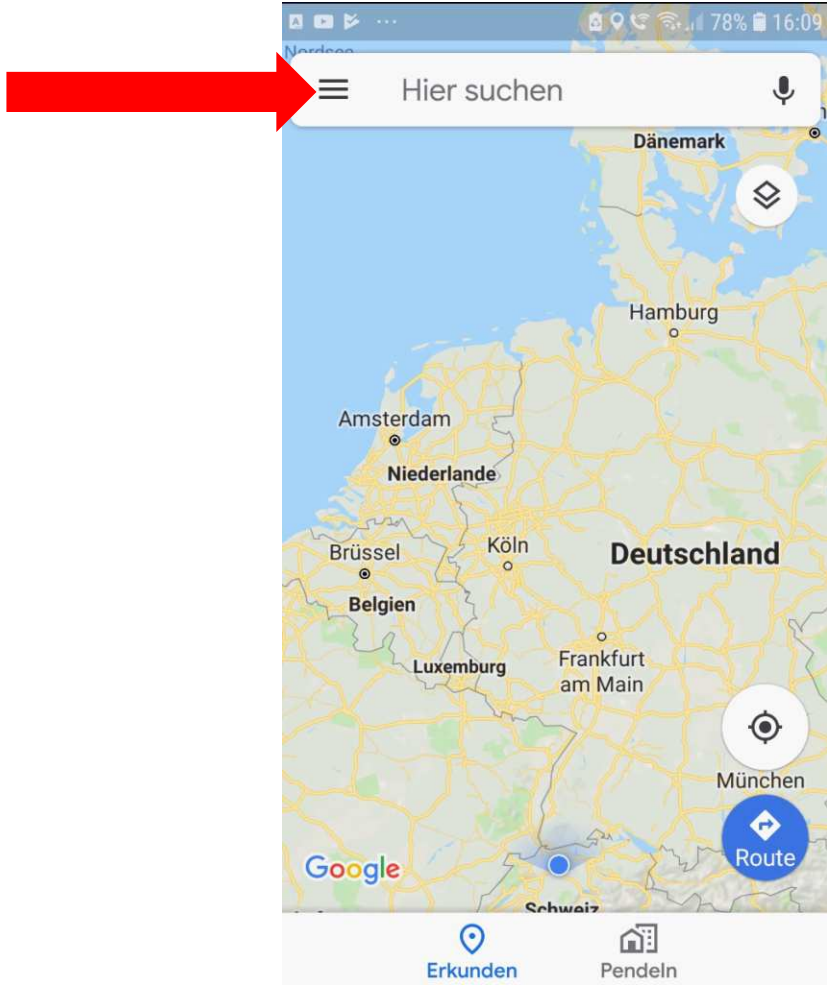 78% 16:09
Nordsee
Hier suchen
Dänemark
Hamburg
Amsterdam
Niederlande
Brüssel
Köln
Deutschland
Belgien
Luxemburg
Frankfurt
am Main
München
Route
Google
Schweiz
Erkunden Pendeln